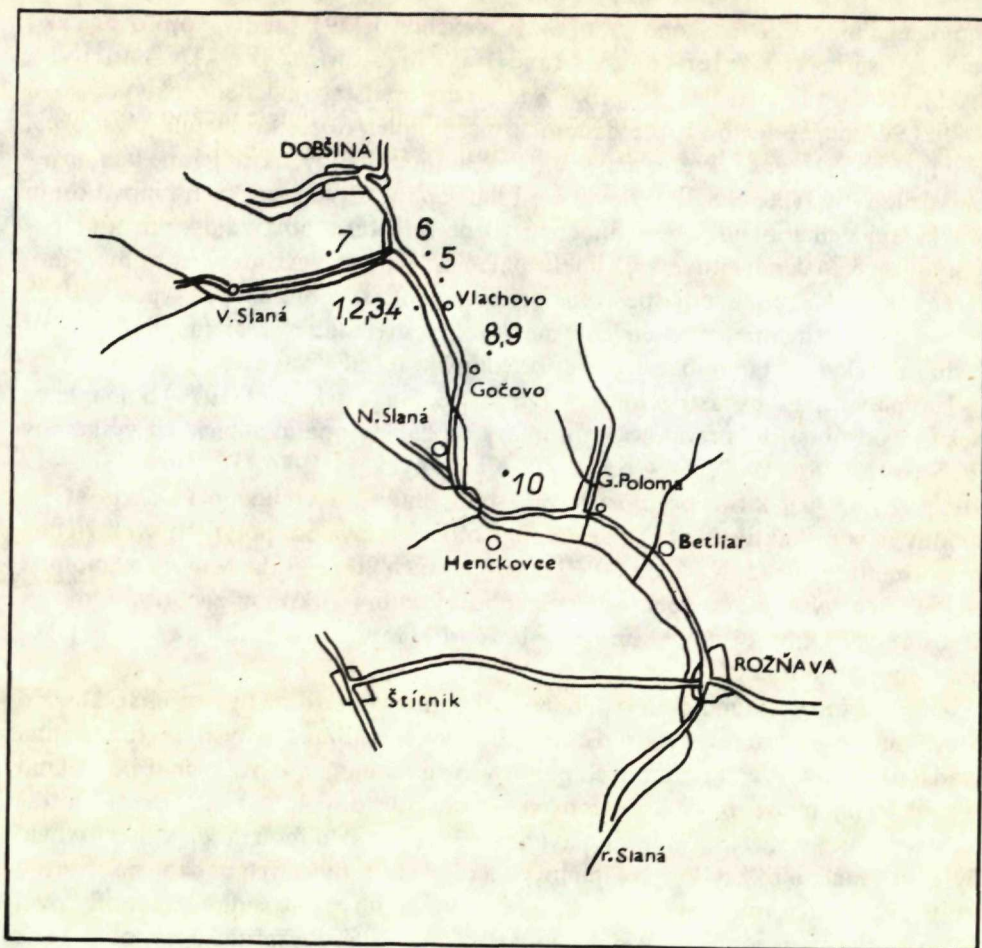 DOBŠINÁ
6
7
5
V. Slaná
1,2,3,4
Vlachovo
8,9
Gočovo
N. Slaná
10
G. Poloma
Betliar
Henckovce
ROŽŇAVA
Štítnik
r. Slaná